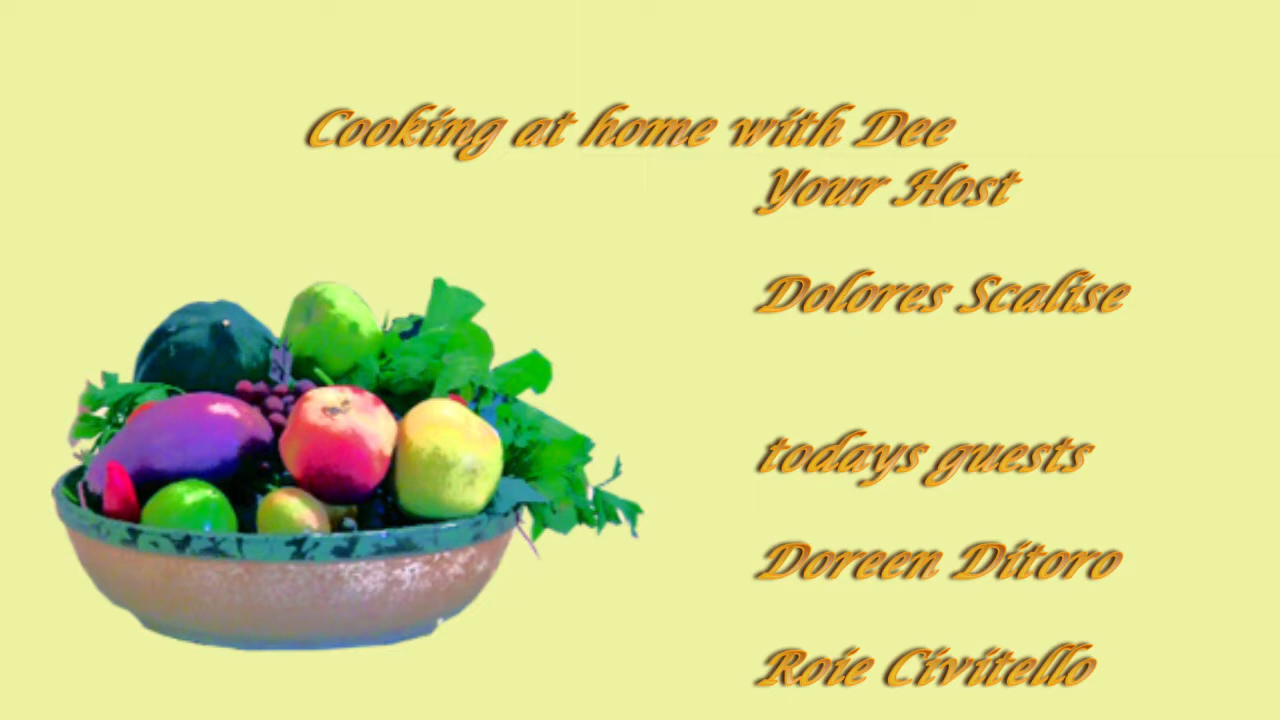 Cooking at home with Dee
Your Host
Dolores Scalise
todays guests
Doreen Ditoro
Roie Civitello